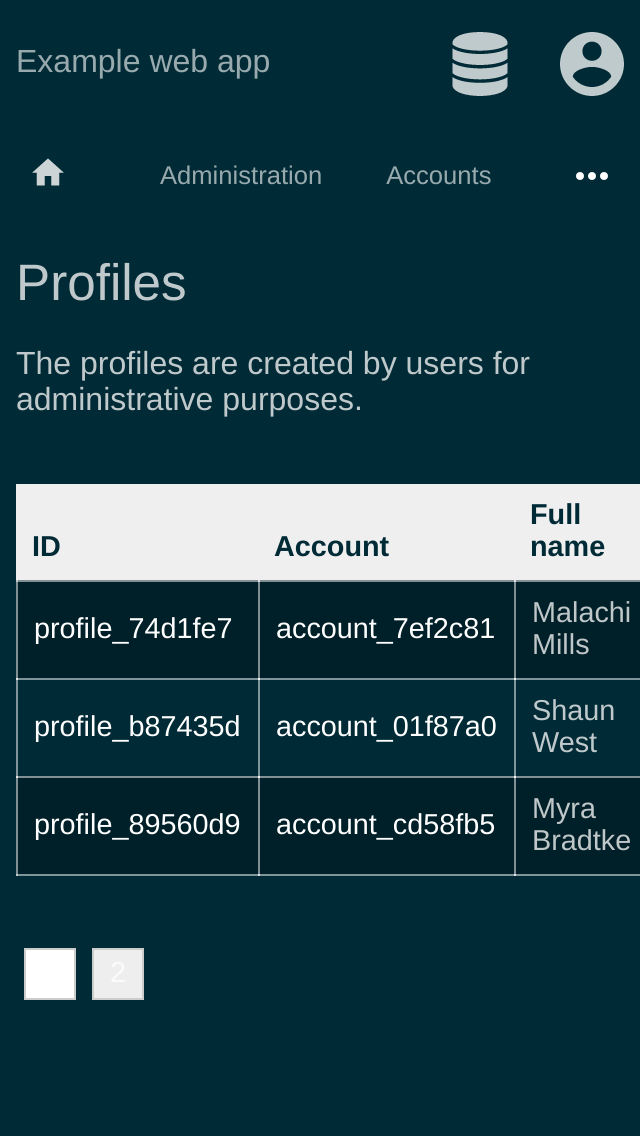 Example web app
Administration Accounts
Profiles
The profiles are created by users for
administrative purposes.
ID Account Full name
profile_74d1fe7 account_7ef2c81 Malachi Mills
profile_b87435d account_01f87a0 Shaun West
profile_89560d9 account_cd58fb5 Myra Bradtke
2